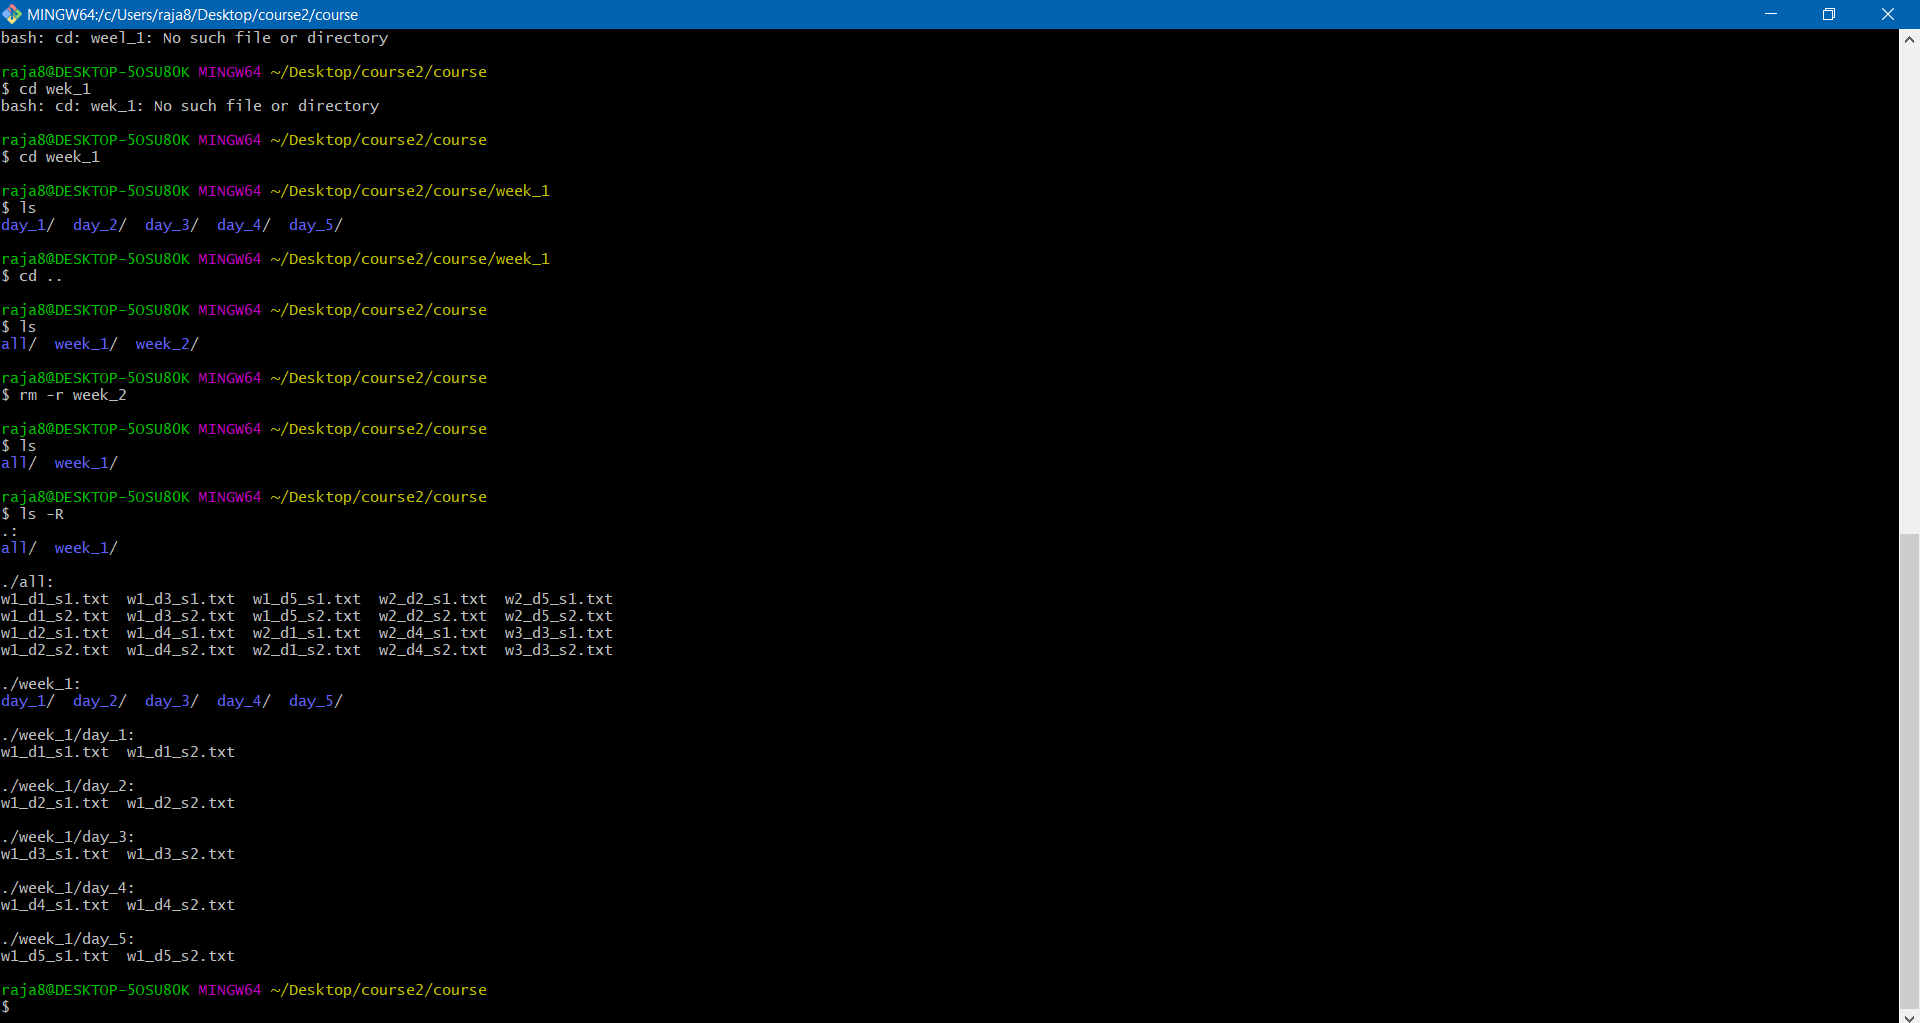 MINGW64:/c/Users/raja8/Desktop/course2/course
bash: cd: weel_1: No such file or directory
raja8@DESKTOP-5OSU8OK MINGW64 ~/Desktop/course2/course
$ cd wek_1
bash: cd: wek_1: No such file or directory
raja8@DESKTOP-5OSU8OK MINGW64 ~/Desktop/course2/course
$ cd week_1
raja8@DESKTOP-5OSU8OK MINGW64 ~/Desktop/course2/course/week_1
$ ls
day_1/  day_2/  day_3/  day_4/  day_5/
raja8@DESKTOP-5OSU8OK MINGW64 ~/Desktop/course2/course/week_1
$ cd ..
raja8@DESKTOP-5OSU8OK MINGW64 ~/Desktop/course2/course
$ ls
all/  week_1/  week_2/
raja8@DESKTOP-5OSU8OK MINGW64 ~/Desktop/course2/course
$ rm -r week_2
raja8@DESKTOP-5OSU8OK MINGW64 ~/Desktop/course2/course
$ ls
all/  week_1/
raja8@DESKTOP-5OSU8OK MINGW64 ~/Desktop/course2/course
$ ls -R
.:
all/  week_1/
./all:
w1_d1_s1.txt  w1_d3_s1.txt  w1_d5_s1.txt  w2_d2_s1.txt  w2_d5_s1.txt
w1_d1_s2.txt  w1_d3_s2.txt  w1_d5_s2.txt  w2_d2_s2.txt  w2_d5_s2.txt
w1_d2_s1.txt  w1_d4_s1.txt  w2_d1_s1.txt  w2_d4_s1.txt  w3_d3_s1.txt
w1_d2_s2.txt  w1_d4_s2.txt  w2_d1_s2.txt  w2_d4_s2.txt  w3_d3_s2.txt
./week_1:
day_1/  day_2/  day_3/  day_4/  day_5/
./week_1/day_1:
w1_d1_s1.txt  w1_d1_s2.txt
./week_1/day_2:
w1_d2_s1.txt  w1_d2_s2.txt
./week_1/day_3:
w1_d3_s1.txt  w1_d3_s2.txt
./week_1/day_4:
w1_d4_s1.txt  w1_d4_s2.txt
./week_1/day_5:
w1_d5_s1.txt  w1_d5_s2.txt
raja8@DESKTOP-5OSU8OK MINGW64 ~/Desktop/course2/course
$